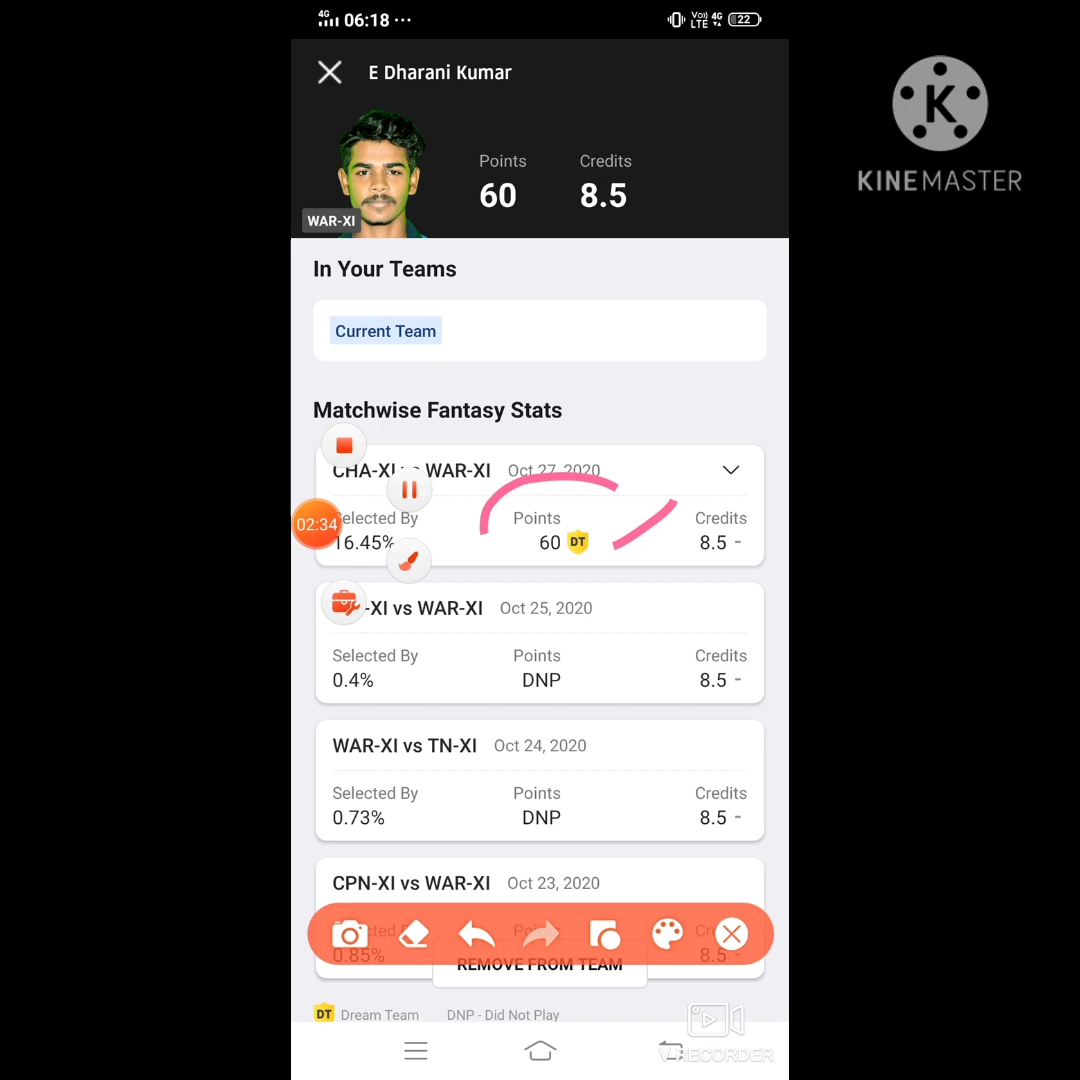 4G 06:18 ... Vo) LTE 4G 22
E Dharani Kumar
K
KINEMASTER
Points Credits
60 8.5
WAR-XI
In Your Teams
Current Team
Matchwise Fantasy Stats
CHA-XI vs WAR-XI Oct 27, 2020
02:34
Selected By Points Credits
16.45% 60 DT 8.5 -
-XI vs WAR-XI Oct 25, 2020
Selected By Points Credits
0.4% DNP 8.5 -
WAR-XI vs TN-XI Oct 24, 2020
Selected By Points Credits
0.73% DNP 8.5 -
CPN-XI vs WAR-XI Oct 23, 2020
0.85% 8.5 -
REMOVE FROM TEAM
DT Dream Team DNP - Did Not Play
V RECORDER